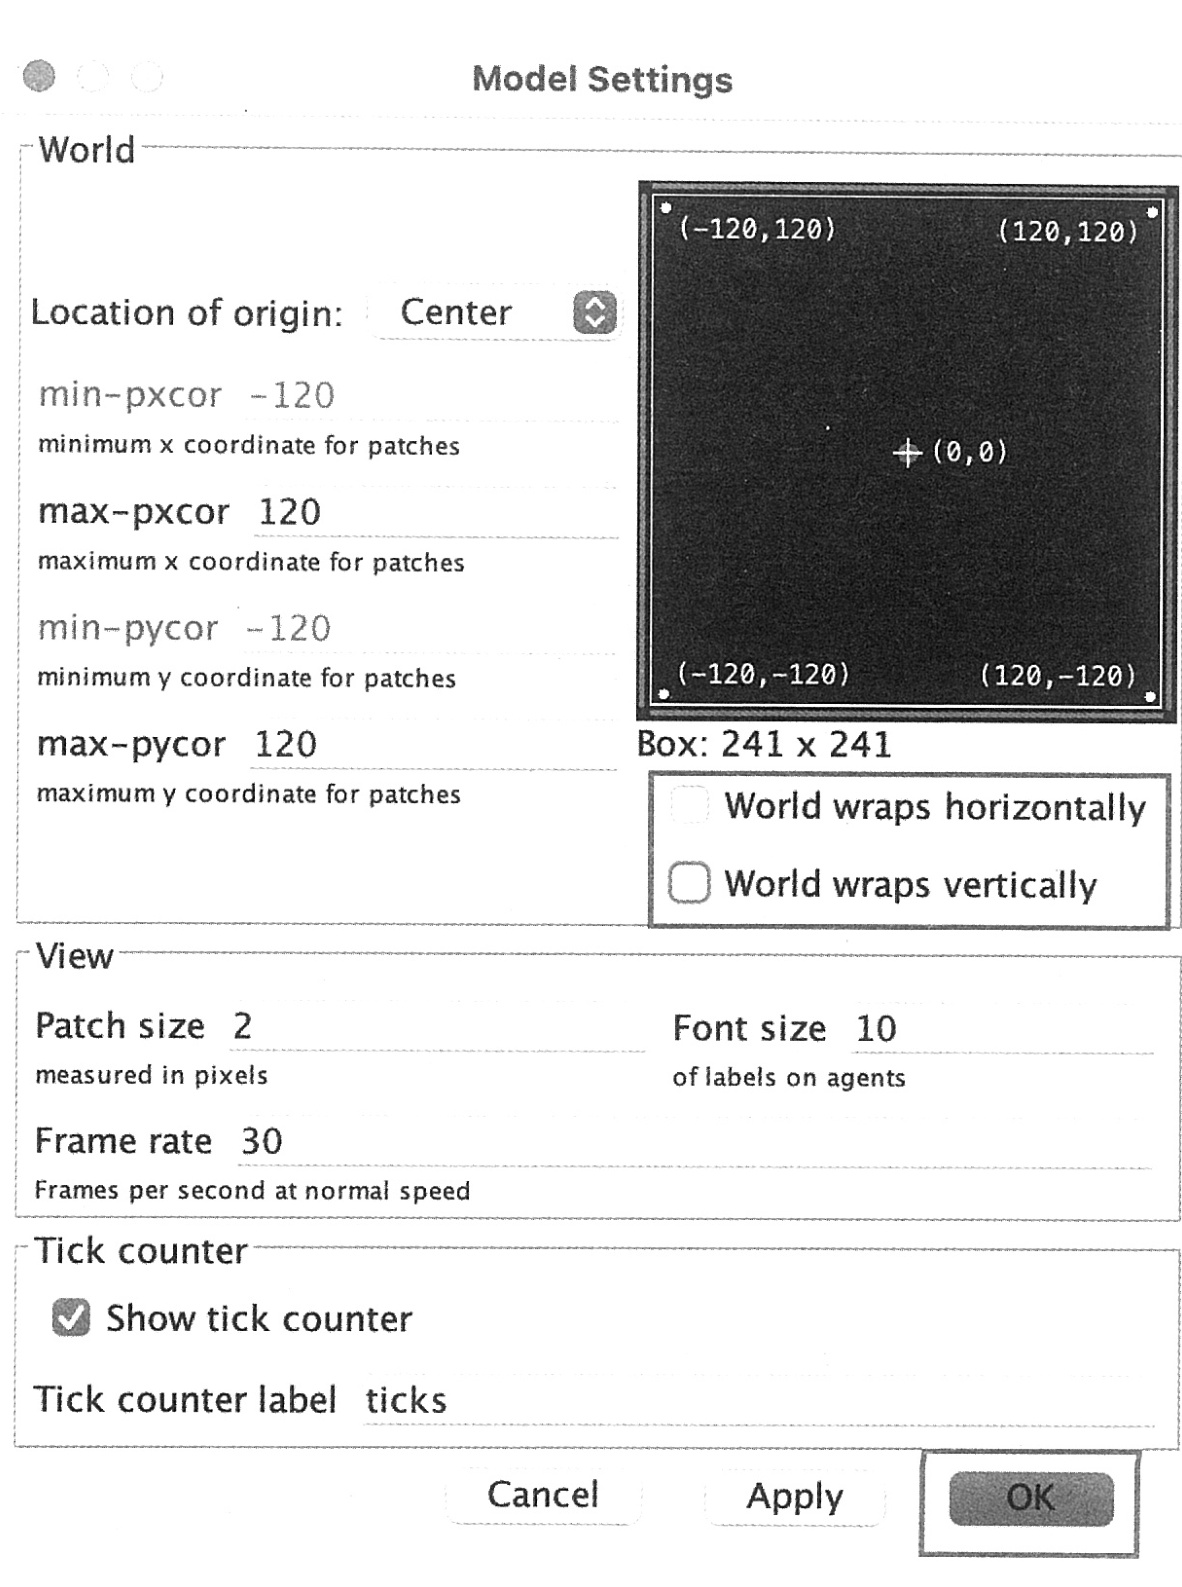 Model Settings
World
(-120,120) (120,120)
Location of origin: Center
min-pxcor -120
minimum x coordinate for patches
(0,0)
max-pxcor 120
maximum x coordinate for patches
min-pycor -120
minimum y coordinate for patches
(-120,-120) (120,-120)
max-pycor 120
maximum y coordinate for patches
Box: 241 x 241
World wraps horizontally
World wraps vertically
View
Patch size 2
measured in pixels
Font size 10
of labels on agents
Frame rate 30
Frames per second at normal speed
Tick counter
Show tick counter
Tick counter label ticks
Cancel Apply OK